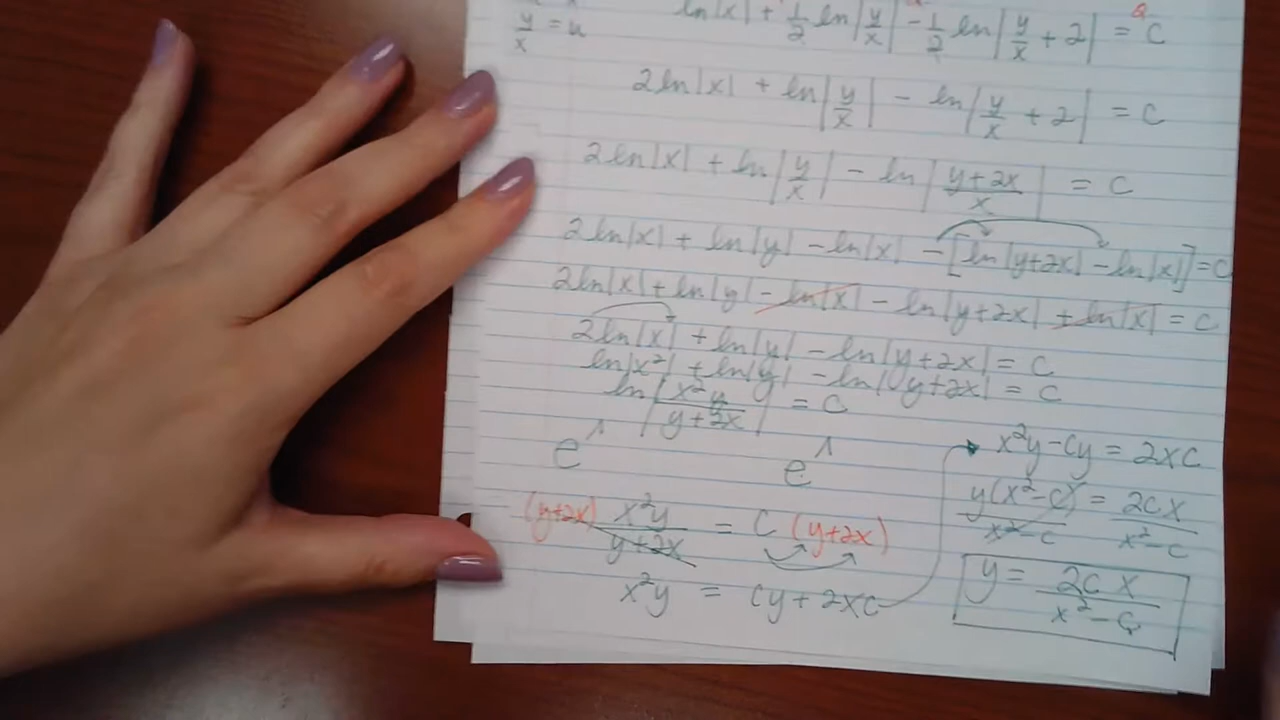 y/x = u
ln|x| + 1/2 ln|y/x| - 1/2 ln|y/x + 2| = C
2ln|x| + ln|y/x| - ln|y/x + 2| = C
2ln|x| + ln|y/x| - ln|(y+2x)/x| = C
2ln|x| + ln|y| - ln|x| - [ln|y+2x| - ln|x|] = C
2ln|x| + ln|y| - ln|x| - ln|y+2x| + ln|x| = C
2ln|x| + ln|y| - ln|y+2x| = C
ln|x²| + ln|y| - ln|y+2x| = C
ln|x²y/(y+2x)| = C
e^ e^
(y+2x) x²y/(y+2x) = C (y+2x)
x²y = Cy + 2xC
x²y - Cy = 2xC
y(x²-C)/(x²-C) = 2Cx/(x²-C)
y = 2Cx/(x²-C)